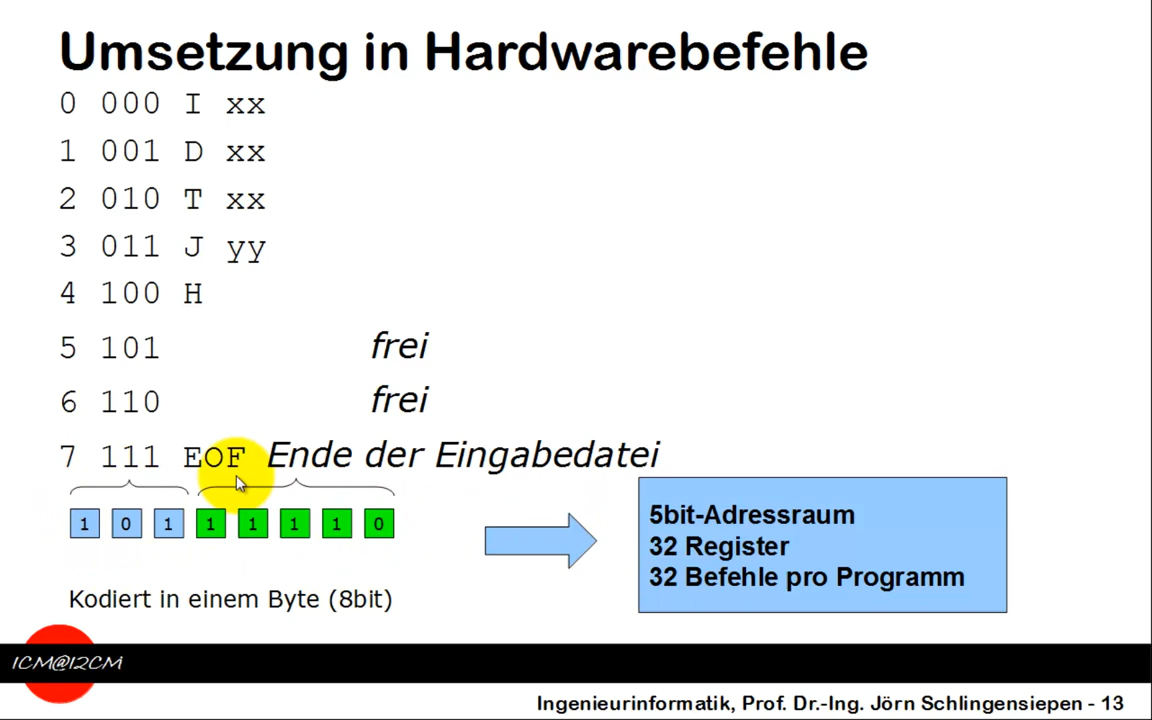 Umsetzung in Hardwarebefehle
0 000 I xx
1 001 D xx
2 010 T xx
3 011 J yy
4 100 H
5 101 frei
6 110 frei
7 111 EOF Ende der Eingabedatei
1 0 1 1 1 1 1 0
Kodiert in einem Byte (8bit)
5bit-Adressraum
32 Register
32 Befehle pro Programm
ICM@I2CM
Ingenieurinformatik, Prof. Dr.-Ing. Jörn Schlingensiepen - 13